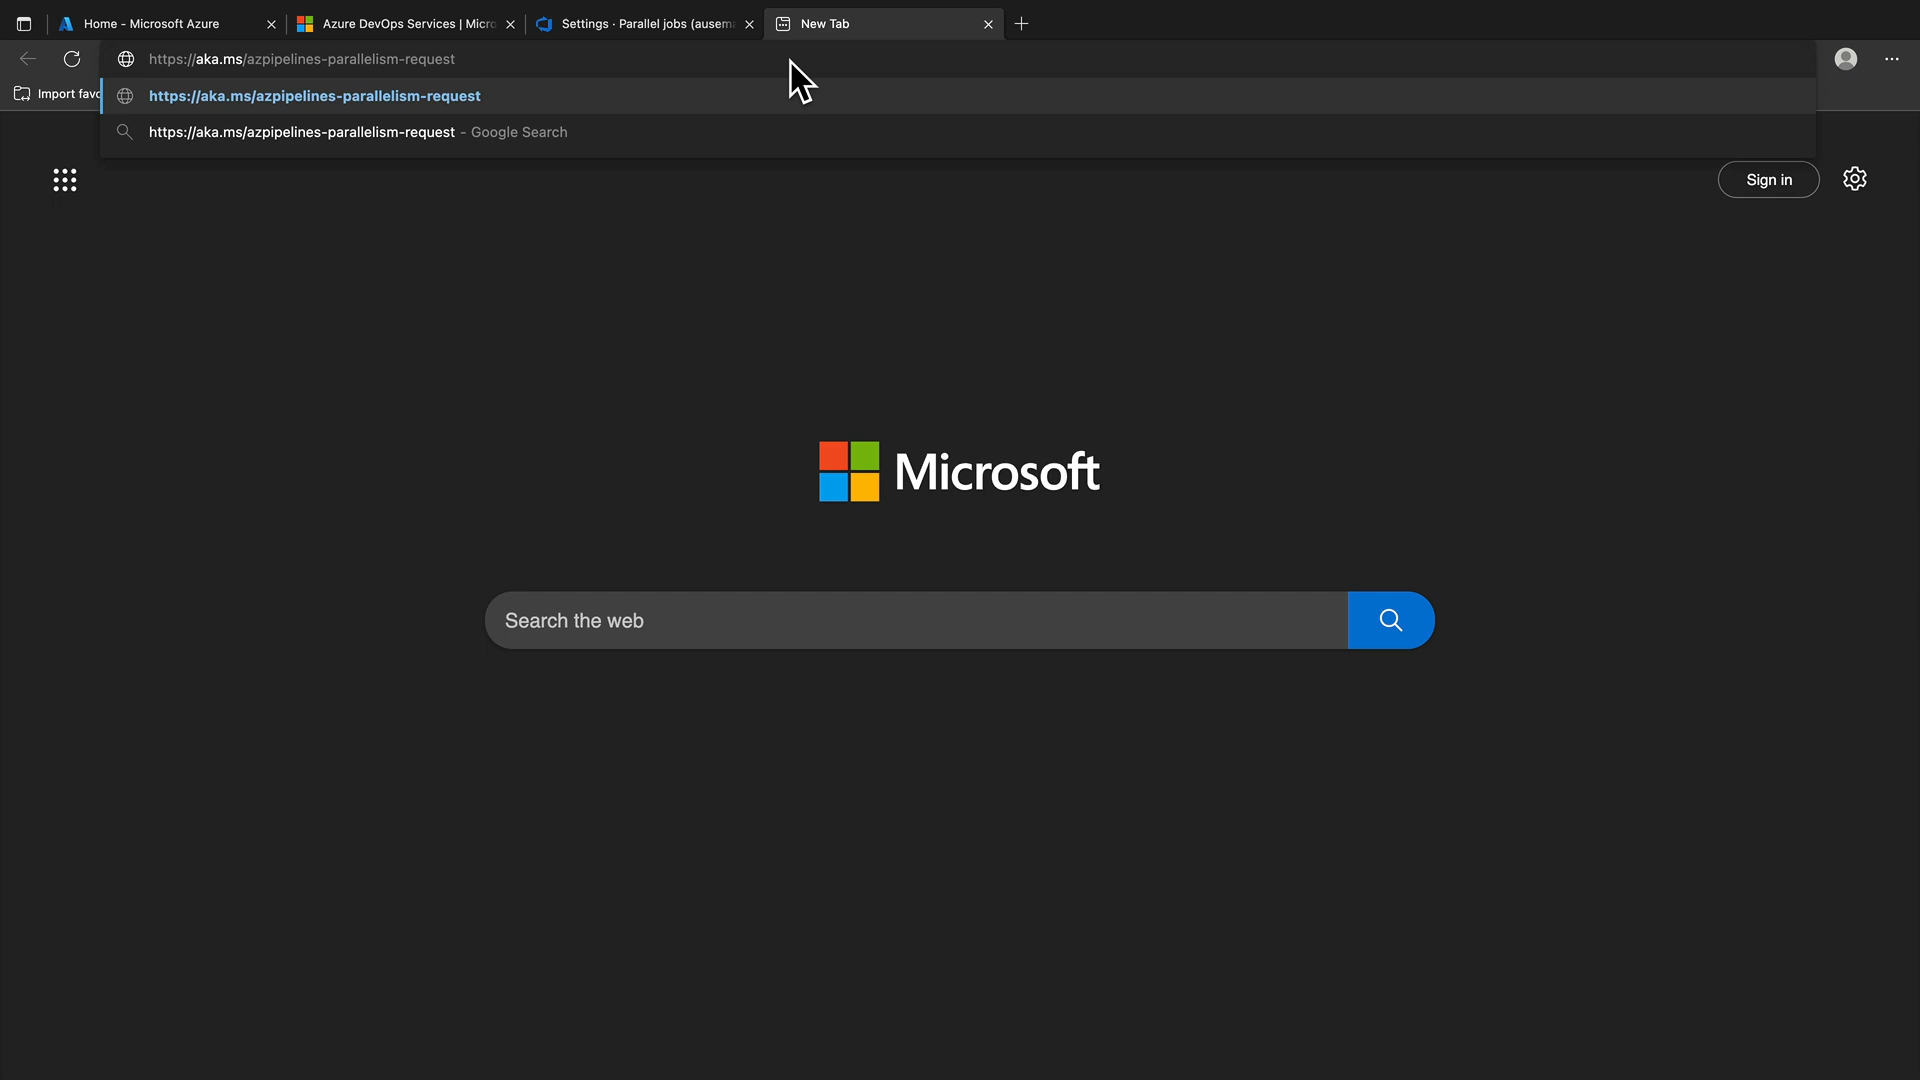 Home - Microsoft Azure
Azure DevOps Services | Micro
Settings · Parallel jobs (ausema
New Tab
https://aka.ms/azpipelines-parallelism-request
Import favo
https://aka.ms/azpipelines-parallelism-request
https://aka.ms/azpipelines-parallelism-request - Google Search
Sign in
Microsoft
Search the web